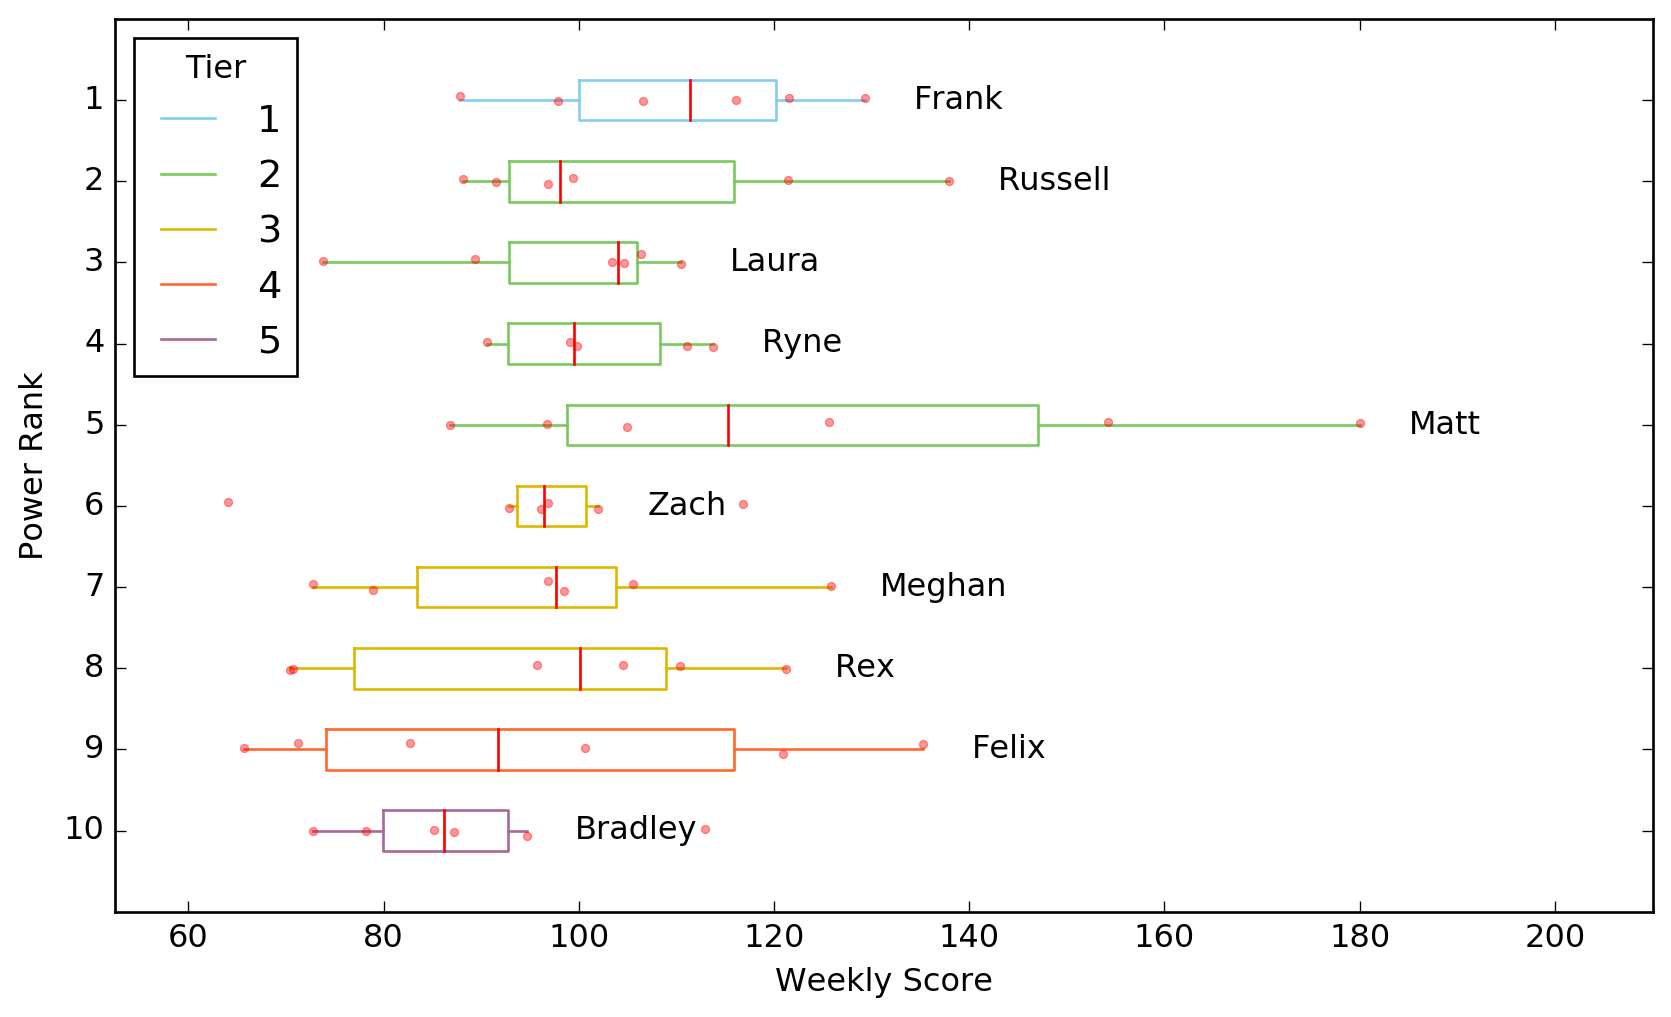 Tier
1
2
3
4
5
Power Rank
1 Frank
2 Russell
3 Laura
4 Ryne
5 Matt
6 Zach
7 Meghan
8 Rex
9 Felix
10 Bradley
60 80 100 120 140 160 180 200
Weekly Score